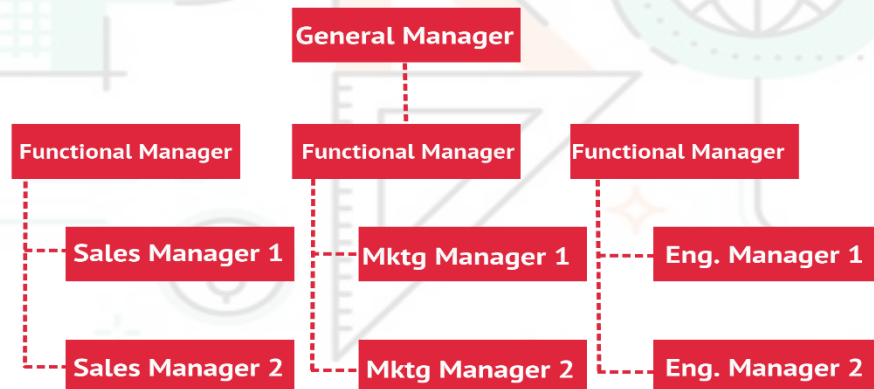 General Manager
Functional Manager
Functional Manager
Functional Manager
Sales Manager 1
Mktg Manager 1
Eng. Manager 1
Sales Manager 2
Mktg Manager 2
Eng. Manager 2